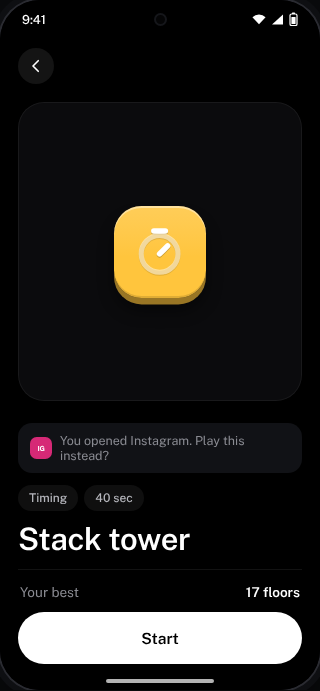 9:41
IG
You opened Instagram. Play this
instead?
Timing
40 sec
Stack tower
Your best
17 floors
Start